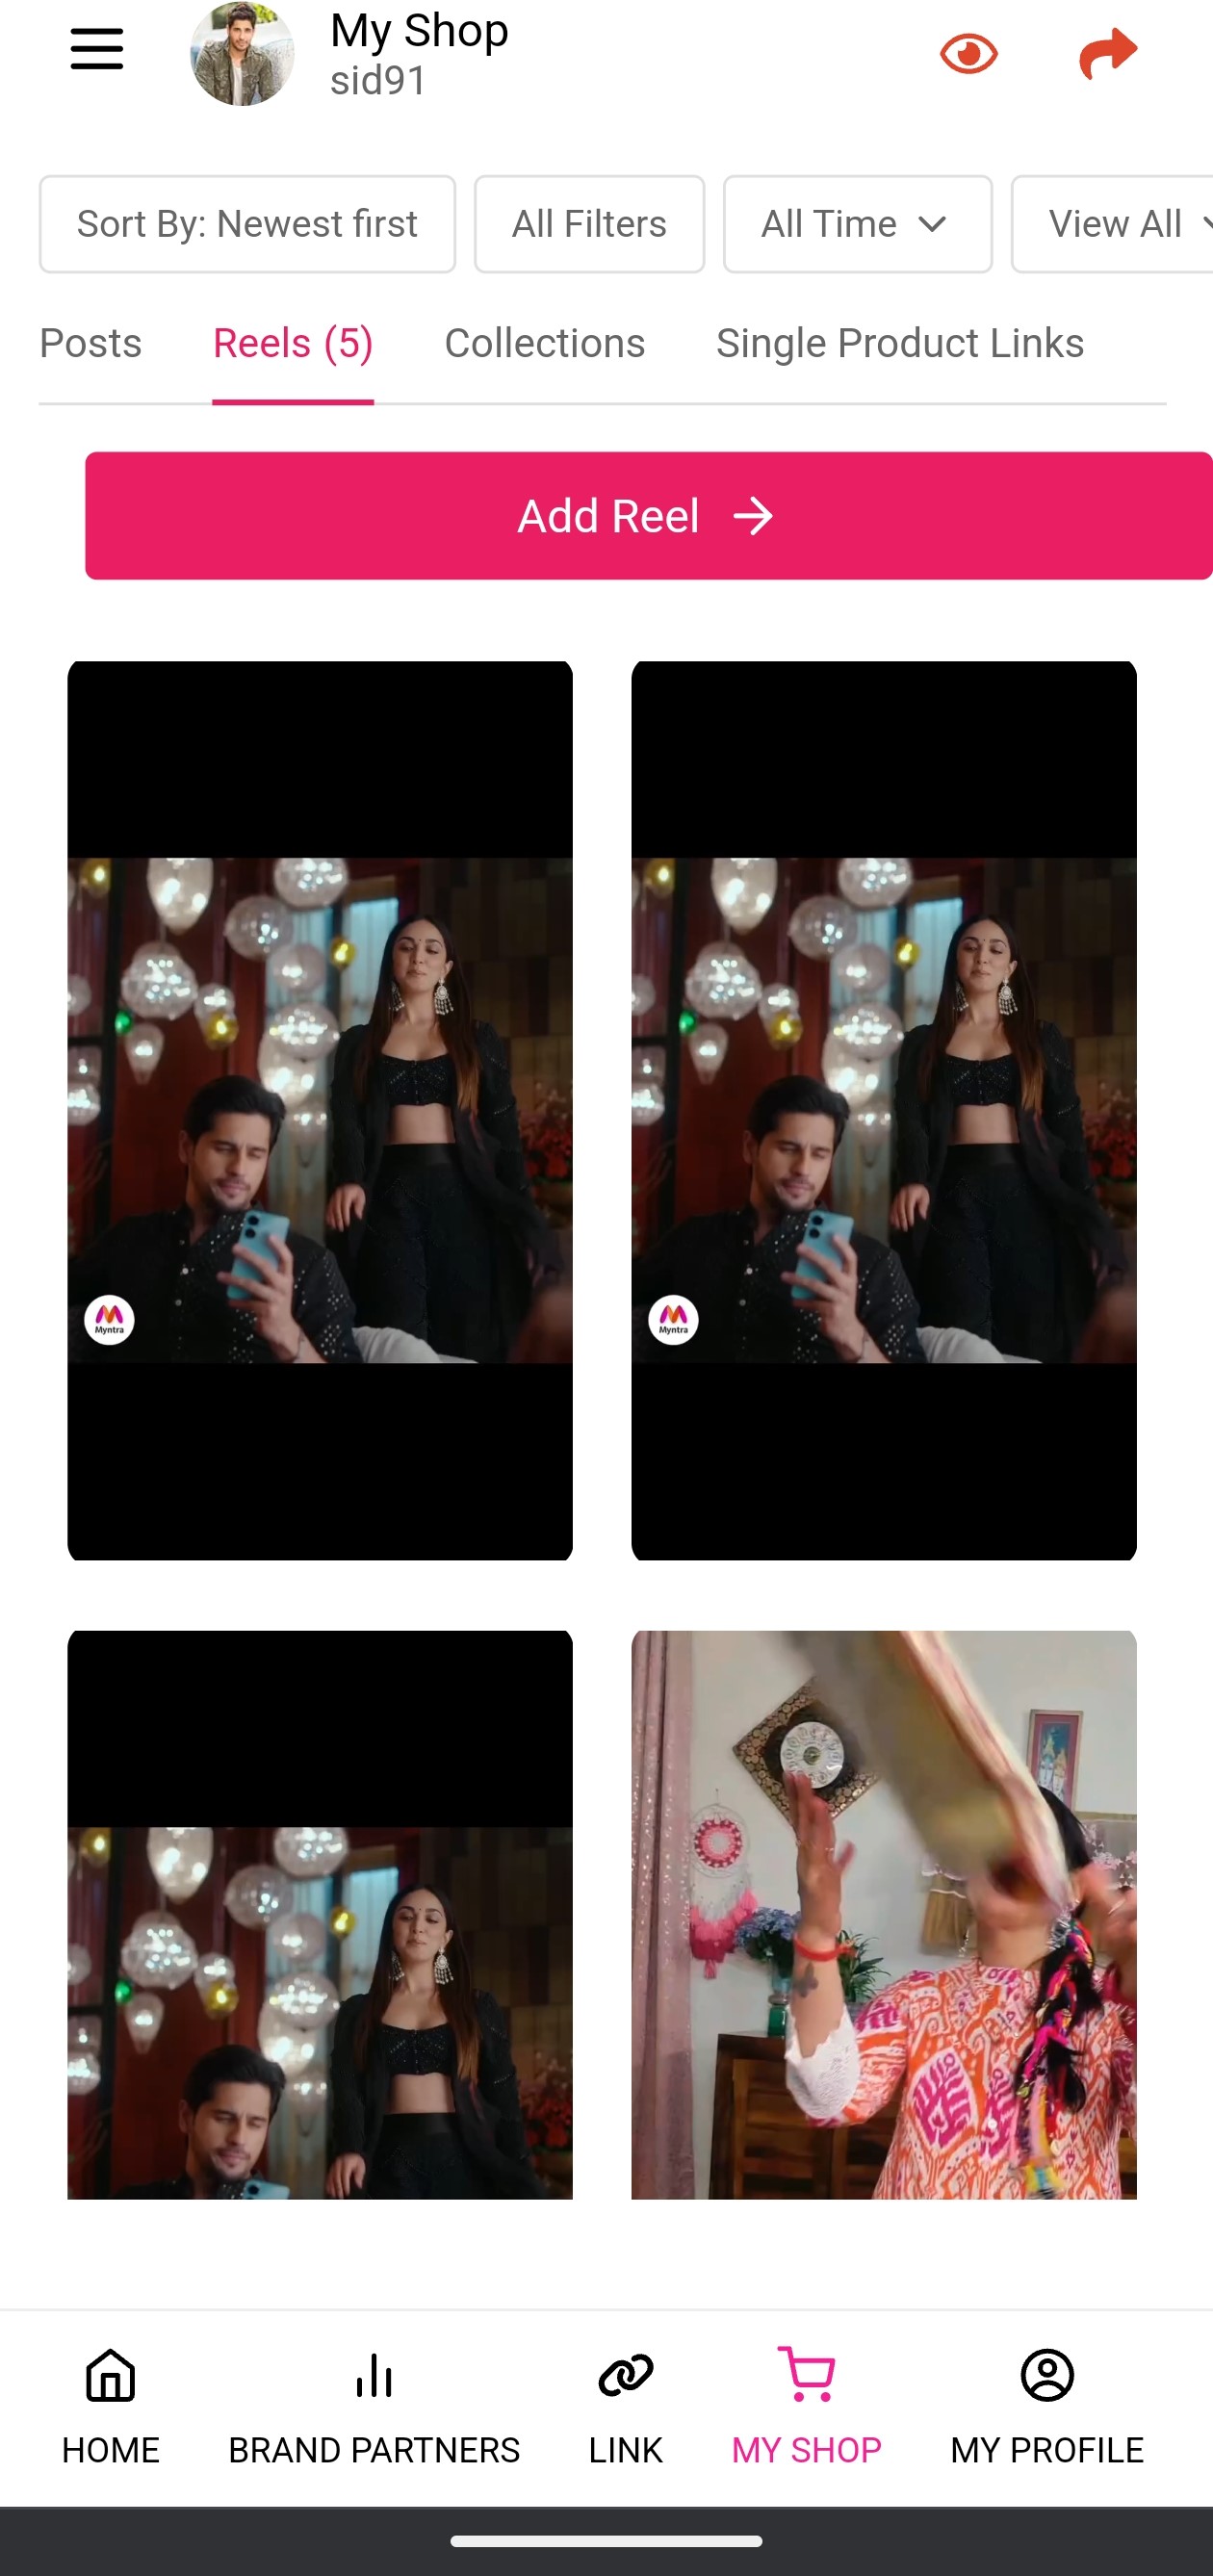 My Shop
sid91
Sort By: Newest first
All Filters
All Time
View All
Posts
Reels (5)
Collections
Single Product Links
Add Reel
Myntra
Myntra
HOME
BRAND PARTNERS
LINK
MY SHOP
MY PROFILE